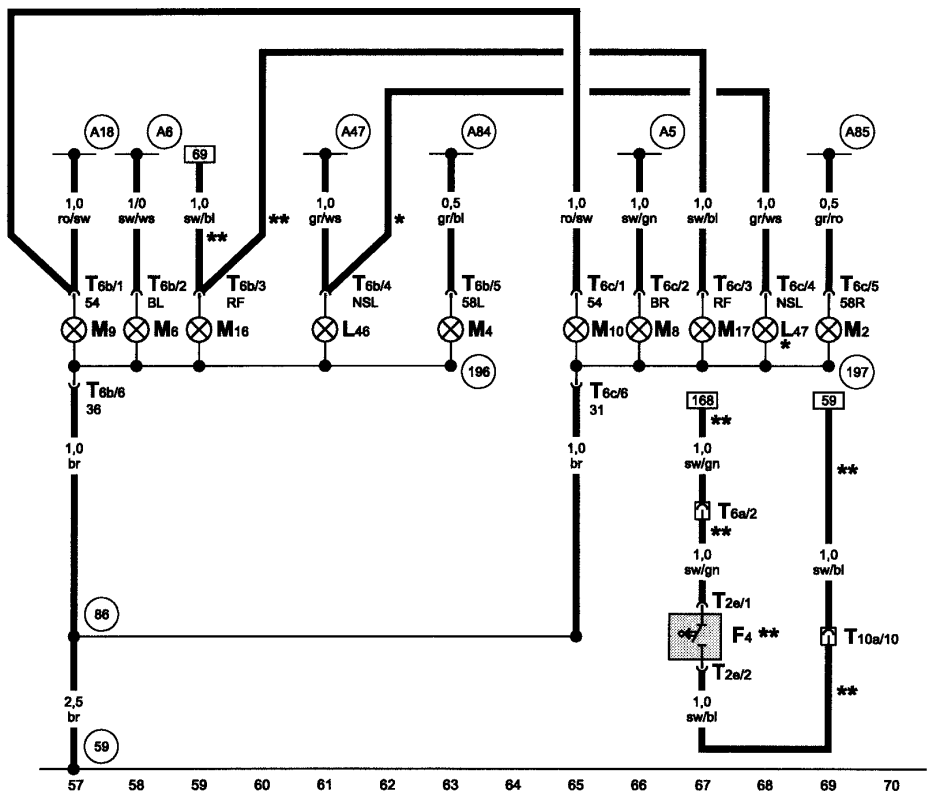 A18 A6 A47 A84 A5 A85
69
1,0 1/0 1,0 1,0 0,5 1,0 1,0 1,0 1,0 0,5
ro/sw sw/ws sw/bl gr/ws gr/bl ro/sw sw/gn sw/bl gr/ws gr/ro
** ** *
T6b/1 T6b/2 T6b/3 T6b/4 T6b/5 T6c/1 T6c/2 T6c/3 T6c/4 T6c/5
54 BL RF NSL 58L 54 BR RF NSL 58R
M9 M6 M16 L46 M4 M10 M8 M17 L47 M2
*
196 197
T6b/6 T6c/6
36 31
168 59
**
1,0 1,0 1,0
br br sw/gn
**
T6a/2
**
1,0 1,0
sw/gn sw/bl
T2e/1
86
F4 ** T10a/10
T2e/2
2,5 1,0 **
br sw/bl
59
57 58 59 60 61 62 63 64 65 66 67 68 69 70